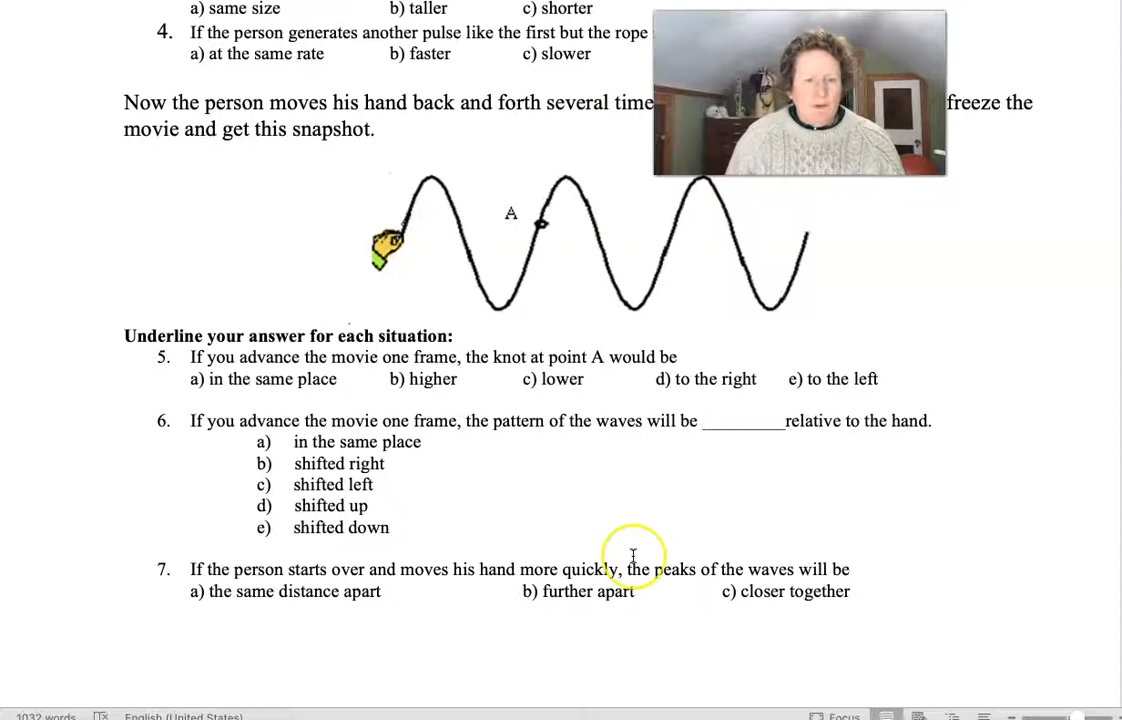 a) same size b) taller c) shorter
4. If the person generates another pulse like the first but the rope
a) at the same rate b) faster c) slower
Now the person moves his hand back and forth several time freeze the
movie and get this snapshot.
A
Underline your answer for each situation:
5. If you advance the movie one frame, the knot at point A would be
a) in the same place b) higher c) lower d) to the right e) to the left
6. If you advance the movie one frame, the pattern of the waves will be ________ relative to the hand.
a) in the same place
b) shifted right
c) shifted left
d) shifted up
e) shifted down
7. If the person starts over and moves his hand more quickly, the peaks of the waves will be
a) the same distance apart b) further apart c) closer together
1032 words English (United States) Focus